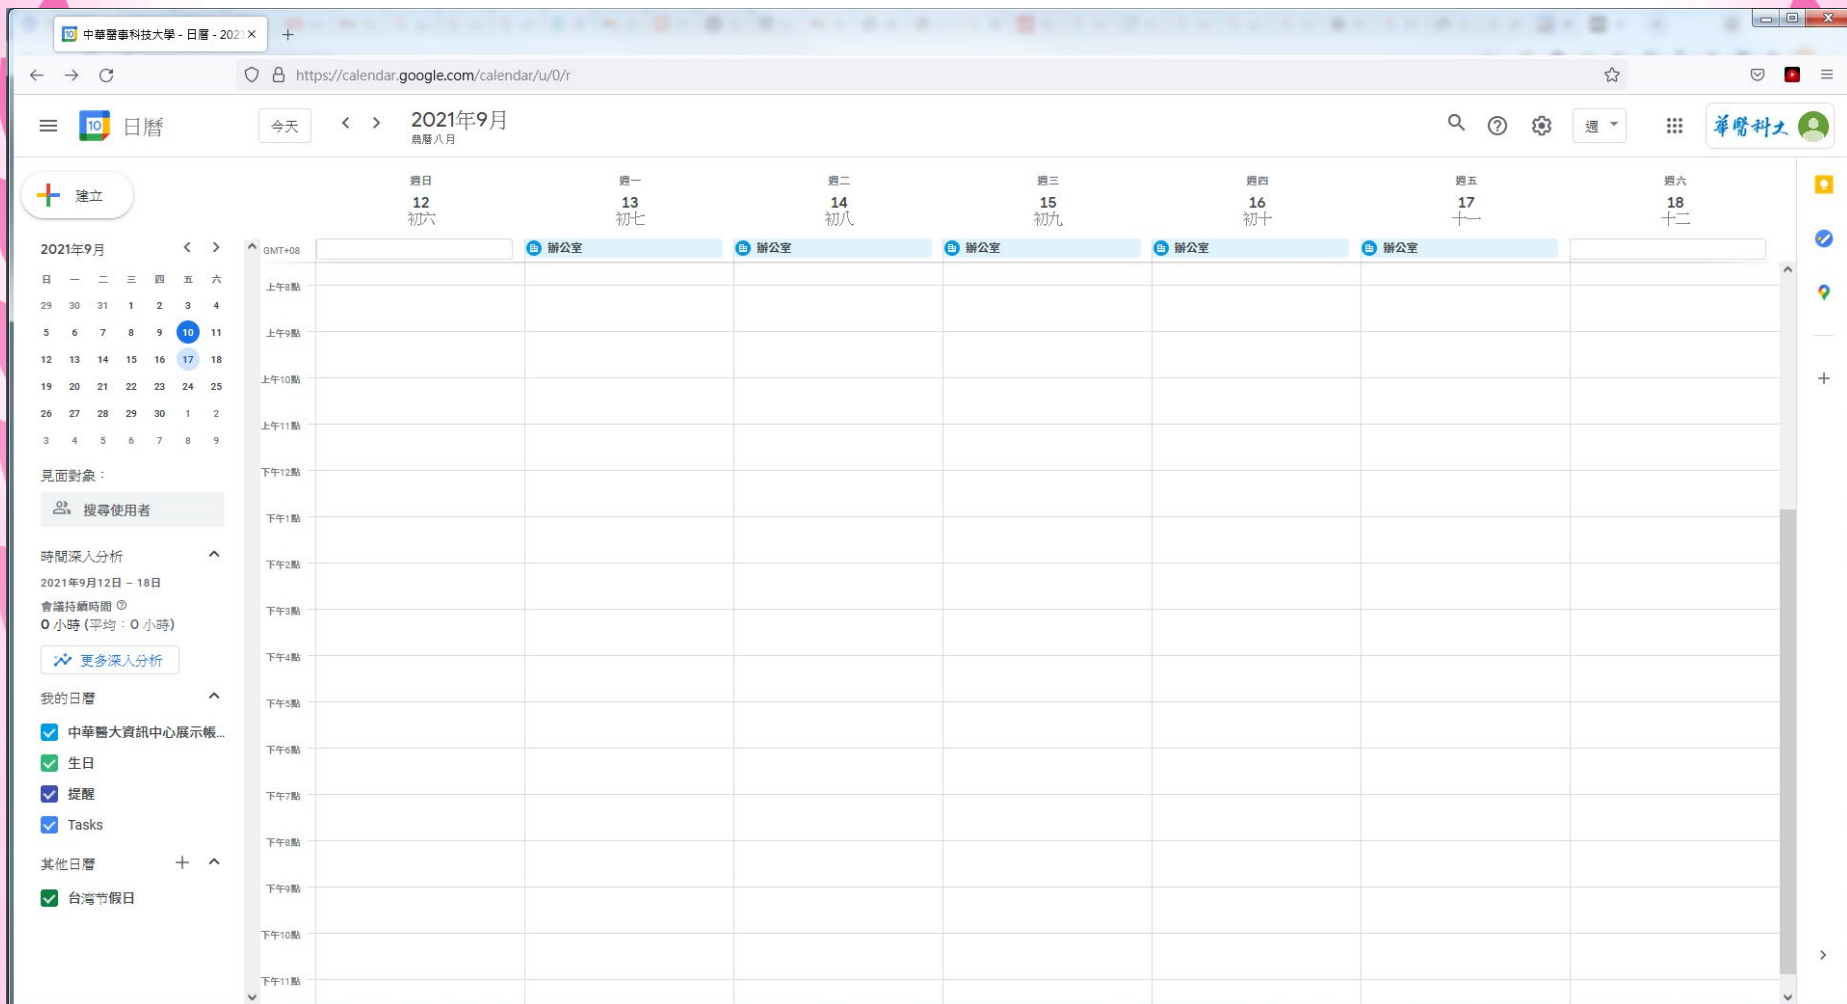 中華醫事科技大學 - 日曆 - 202
https://calendar.google.com/calendar/u/0/r
日曆
今天
2021年9月
農曆八月
週
華醫科大
建立
週日 週一 週二 週三 週四 週五 週六
12 13 14 15 16 17 18
初六 初七 初八 初九 初十 十一 十二
2021年9月
日 一 二 三 四 五 六
29 30 31 1 2 3 4
5 6 7 8 9 10 11
12 13 14 15 16 17 18
19 20 21 22 23 24 25
26 27 28 29 30 1 2
3 4 5 6 7 8 9
見面對象：
搜尋使用者
時間深入分析
2021年9月12日 – 18日
會議持續時間
0 小時 (平均：0 小時)
更多深入分析
我的日曆
中華醫大資訊中心展示帳...
生日
提醒
Tasks
其他日曆
台湾节假日
GMT+08
辦公室 辦公室 辦公室 辦公室 辦公室
上午8點
上午9點
上午10點
上午11點
下午12點
下午1點
下午2點
下午3點
下午4點
下午5點
下午6點
下午7點
下午8點
下午9點
下午10點
下午11點